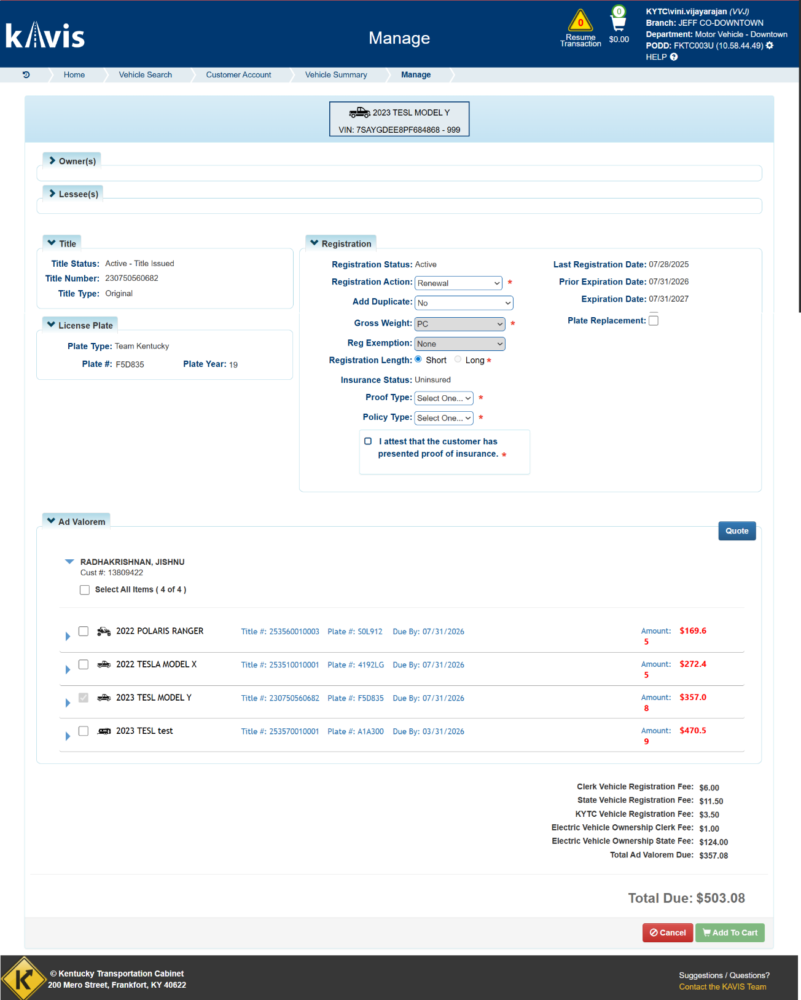 kavis
Manage
0
Resume
Transaction
0
$0.00
KYTC\vini.vijayarajan (VVJ)
Branch: JEFF CO-DOWNTOWN
Department: Motor Vehicle - Downtown
PODD: FKTC003U (10.58.44.49)
HELP ?
Home Vehicle Search Customer Account Vehicle Summary Manage
2023 TESL MODEL Y
VIN: 7SAYGDEE8PF684868 - 999
Owner(s)
Lessee(s)
Title
Title Status: Active - Title Issued
Title Number: 230750560682
Title Type: Original
License Plate
Plate Type: Team Kentucky
Plate #: F5D835 Plate Year: 19
Registration
Registration Status: Active
Registration Action: Renewal *
Add Duplicate: No
Gross Weight: PC *
Reg Exemption: None
Registration Length: Short Long *
Insurance Status: Uninsured
Proof Type: Select One... *
Policy Type: Select One... *
I attest that the customer has
presented proof of insurance. *
Last Registration Date: 07/28/2025
Prior Expiration Date: 07/31/2026
Expiration Date: 07/31/2027
Plate Replacement:
Ad Valorem
Quote
RADHAKRISHNAN, JISHNU
Cust #: 13809422
Select All Items ( 4 of 4 )
2022 POLARIS RANGER Title #: 253560010003 Plate #: S0L912 Due By: 07/31/2026 Amount: $169.6
5
2022 TESLA MODEL X Title #: 253510010001 Plate #: 4192LG Due By: 07/31/2026 Amount: $272.4
5
2023 TESL MODEL Y Title #: 230750560682 Plate #: F5D835 Due By: 07/31/2026 Amount: $357.0
8
2023 TESL test Title #: 253570010001 Plate #: A1A300 Due By: 03/31/2026 Amount: $470.5
9
Clerk Vehicle Registration Fee: $6.00
State Vehicle Registration Fee: $11.50
KYTC Vehicle Registration Fee: $3.50
Electric Vehicle Ownership Clerk Fee: $1.00
Electric Vehicle Ownership State Fee: $124.00
Total Ad Valorem Due: $357.08
Total Due: $503.08
Cancel Add To Cart
K
© Kentucky Transportation Cabinet
200 Mero Street, Frankfort, KY 40622
Suggestions / Questions?
Contact the KAVIS Team